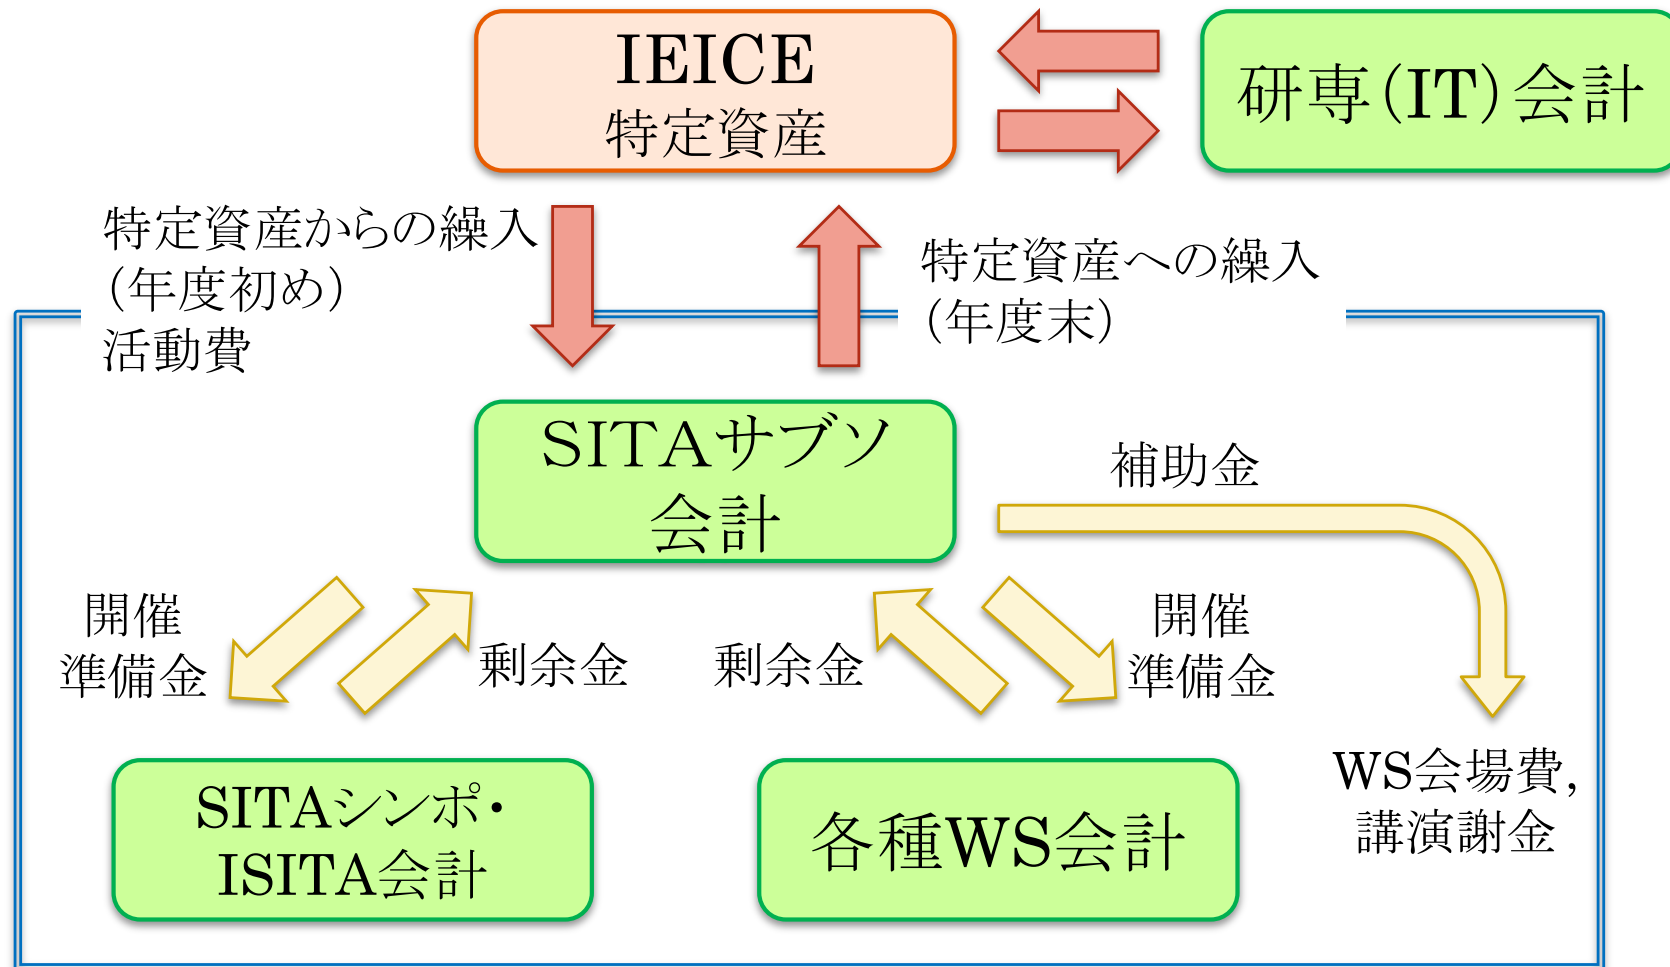 IEICE
特定資産
研専(IT)会計
特定資産からの繰入
(年度初め)
活動費
特定資産への繰入
(年度末)
SITAサブソ
会計
補助金
開催
準備金
剰余金
剰余金
開催
準備金
SITAシンポ・
ISITA会計
各種WS会計
WS会場費,
講演謝金